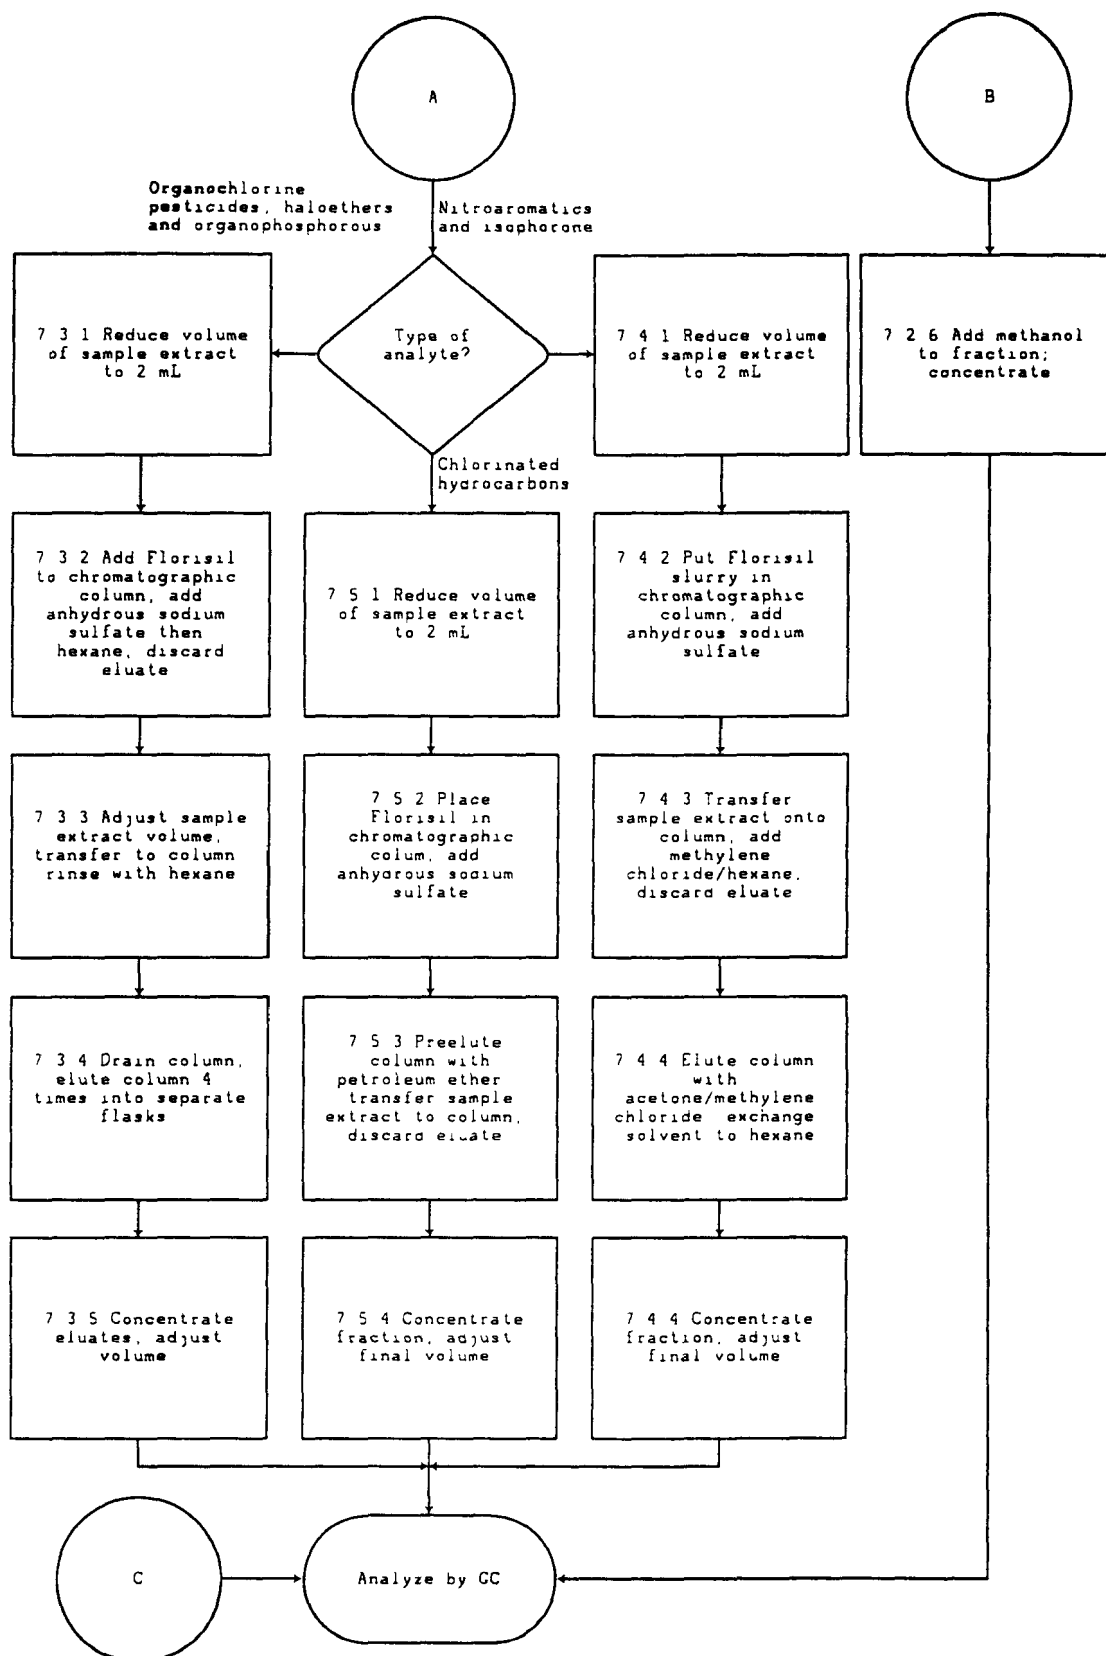 A
B
Organochlorine
pesticides, haloethers
and organophosphorous
Nitroaromatics
and isophorone
7 3 1 Reduce volume
of sample extract
to 2 mL
Type of
analyte?
7 4 1 Reduce volume
of sample extract
to 2 mL
7 2 6 Add methanol
to fraction;
concentrate
Chlorinated
hydrocarbons
7 3 2 Add Florisil
to chromatographic
column, add
anhydrous sodium
sulfate then
hexane, discard
eluate
7 5 1 Reduce volume
of sample extract
to 2 mL
7 4 2 Put Florisil
slurry in
chromatographic
column, add
anhydrous sodium
sulfate
7 3 3 Adjust sample
extract volume,
transfer to column
rinse with hexane
7 5 2 Place
Florisil in
chromatographic
colum, add
anhydrous sodium
sulfate
7 4 3 Transfer
sample extract onto
column, add
methylene
chloride/hexane,
discard eluate
7 3 4 Drain column,
elute column 4
times into separate
flasks
7 5 3 Preelute
column with
petroleum ether
transfer sample
extract to column,
discard eluate
7 4 4 Elute column
with
acetone/methylene
chloride exchange
solvent to hexane
7 3 5 Concentrate
eluates, adjust
volume
7 5 4 Concentrate
fraction, adjust
final volume
7 4 4 Concentrate
fraction, adjust
final volume
C
Analyze by GC